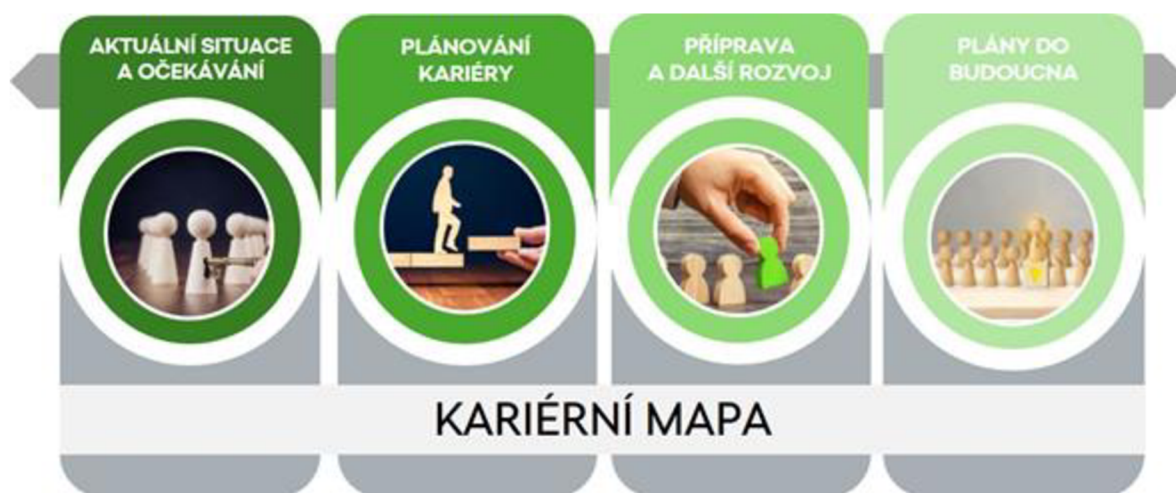 AKTUÁLNÍ SITUACE
A OČEKÁVÁNÍ
PLÁNOVÁNÍ
KARIÉRY
PŘÍPRAVA
A DALŠÍ ROZVOJ
PLÁNY DO
BUDOUCNA
KARIÉRNÍ MAPA